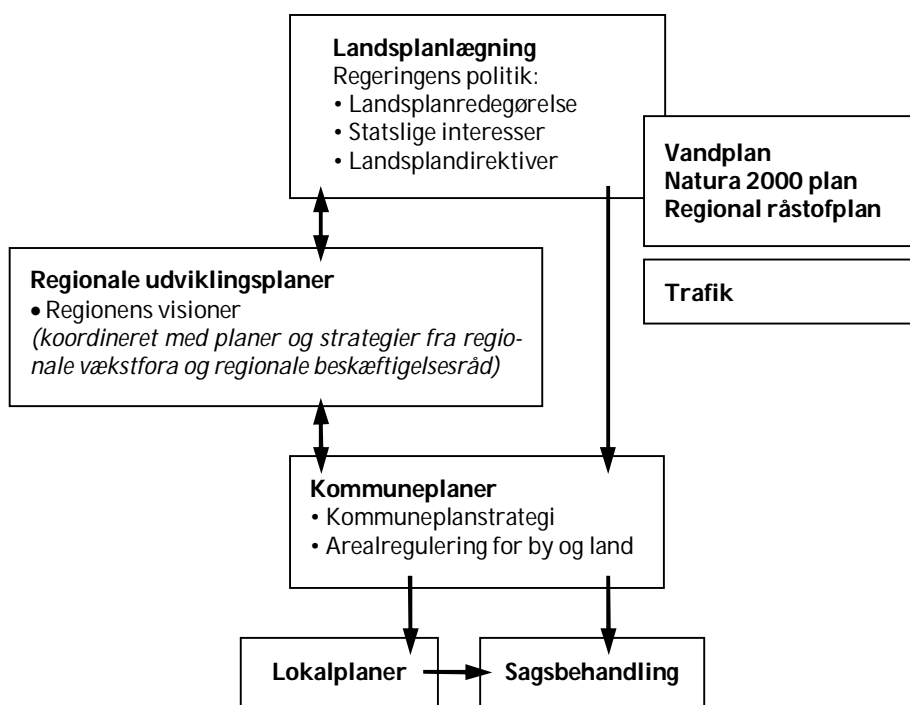 Landsplanlægning
Regeringens politik:
• Landsplanredegørelse
• Statslige interesser
• Landsplandirektiver
Vandplan
Natura 2000 plan
Regional råstofplan
Trafik
Regionale udviklingsplaner
• Regionens visioner
(koordineret med planer og strategier fra regio-
nale vækstfora og regionale beskæftigelsesråd)
Kommuneplaner
• Kommuneplanstrategi
• Arealregulering for by og land
Lokalplaner
Sagsbehandling